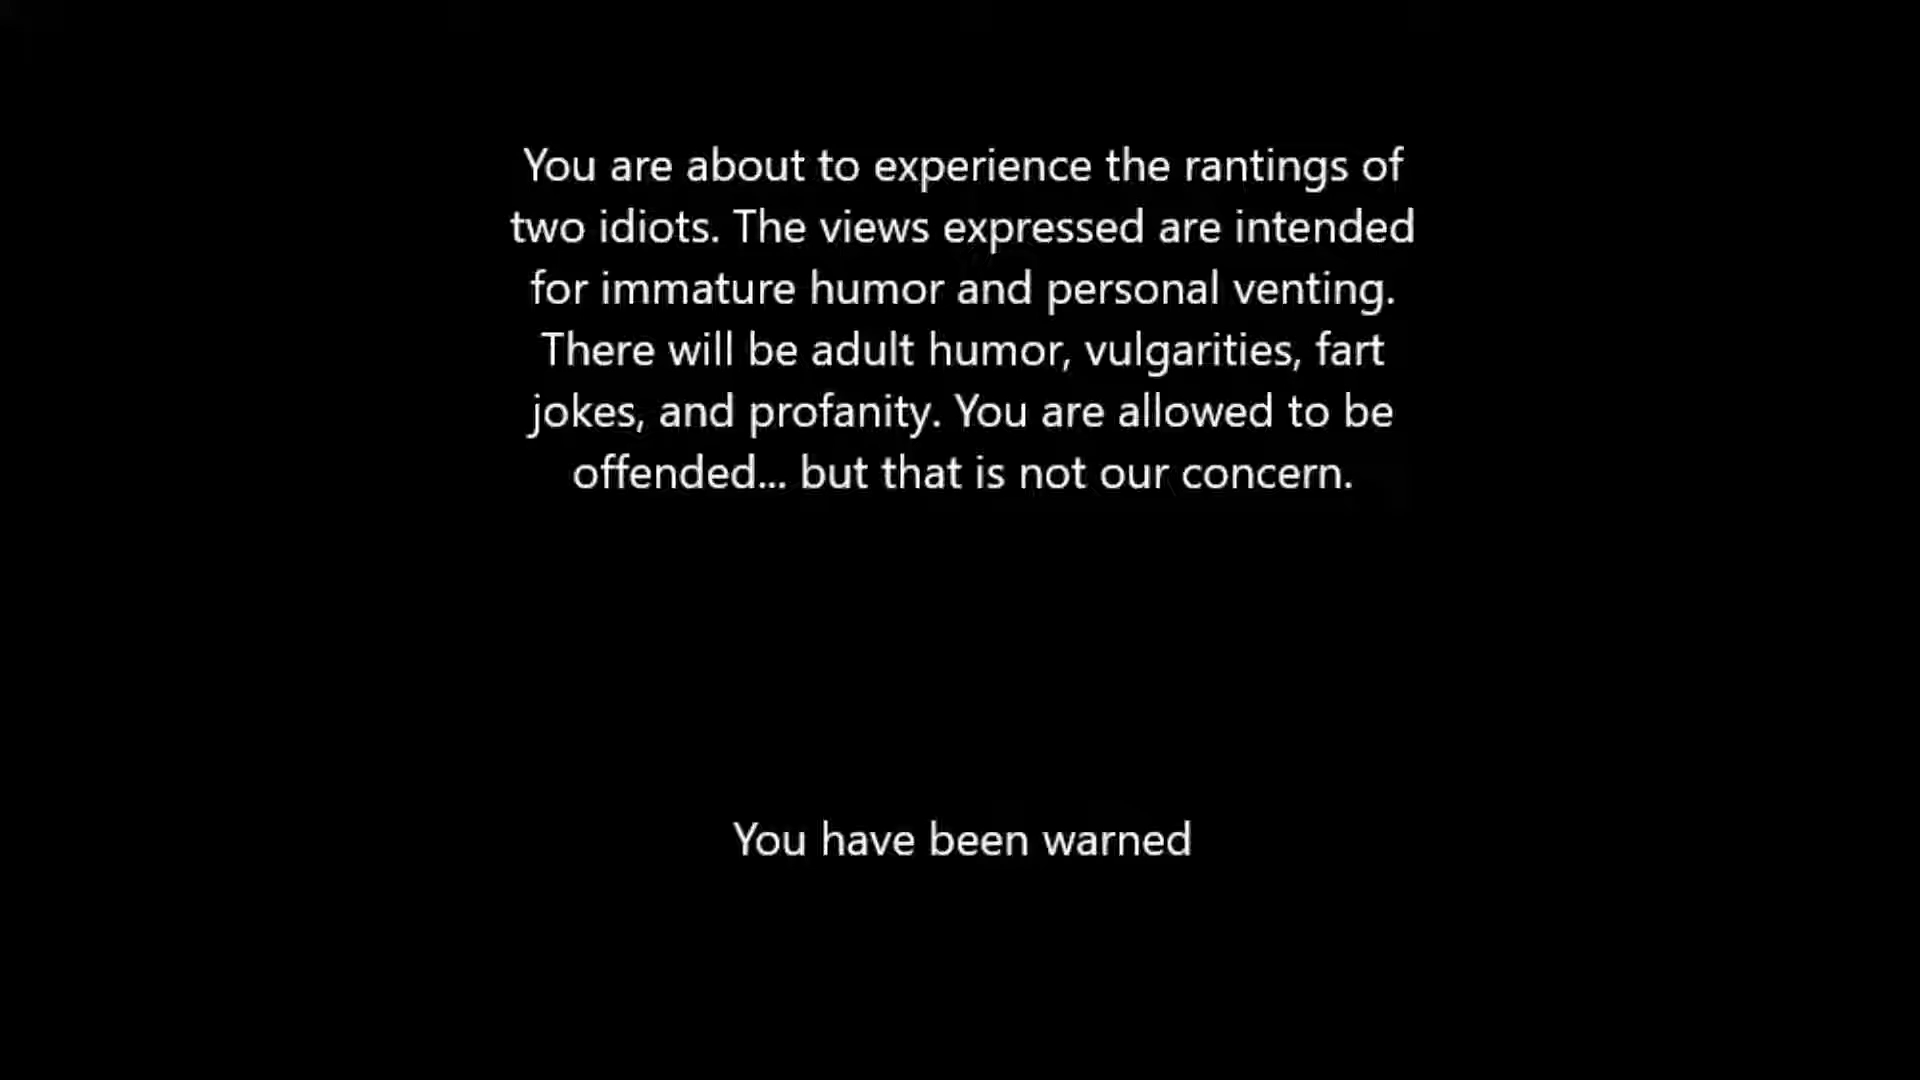 You are about to experience the rantings of
two idiots. The views expressed are intended
for immature humor and personal venting.
There will be adult humor, vulgarities, fart
jokes, and profanity. You are allowed to be
offended... but that is not our concern.
You have been warned